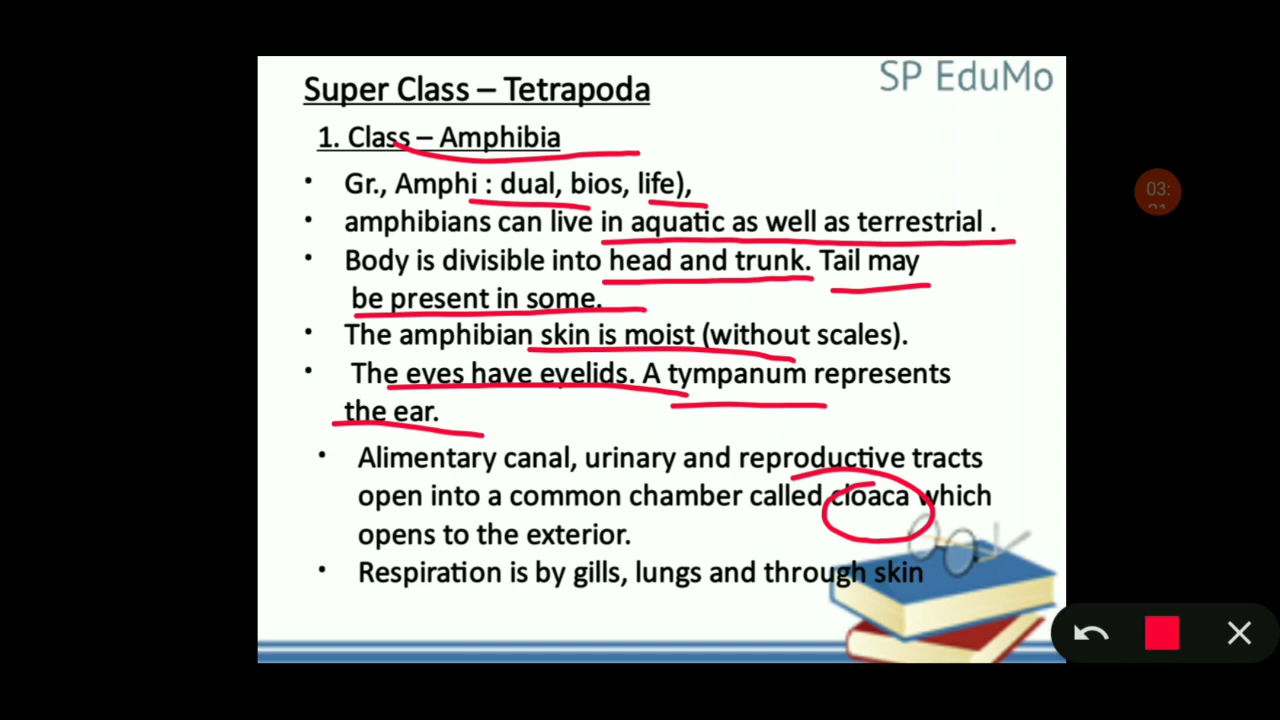 SP EduMo
Super Class – Tetrapoda
1. Class – Amphibia
• Gr., Amphi : dual, bios, life),
• amphibians can live in aquatic as well as terrestrial .
• Body is divisible into head and trunk. Tail may
be present in some.
• The amphibian skin is moist (without scales).
• The eyes have eyelids. A tympanum represents
the ear.
• Alimentary canal, urinary and reproductive tracts
open into a common chamber called cloaca which
opens to the exterior.
• Respiration is by gills, lungs and through skin
03: